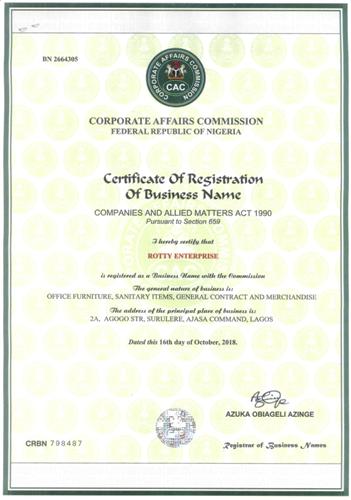 BN 2664305
CORPORATE AFFAIRS COMMISSION
CAC
CORPORATE AFFAIRS COMMISSION
FEDERAL REPUBLIC OF NIGERIA
Certificate Of Registration
Of Business Name
COMPANIES AND ALLIED MATTERS ACT 1990
Pursuant to Section 659
I hereby certify that
ROTTY ENTERPRISE
is registered as a Business Name with the Commission
The general nature of business is:
OFFICE FURNITURE, SANITARY ITEMS, GENERAL CONTRACT AND MERCHANDISE
The address of the principal place of business is:
2A, AGOGO STR, SURULERE, AJASA COMMAND, LAGOS
Dated this 16th day of October, 2018.
AZUKA OBIAGELI AZINGE
CRBN 798487
Registrar of Business Names